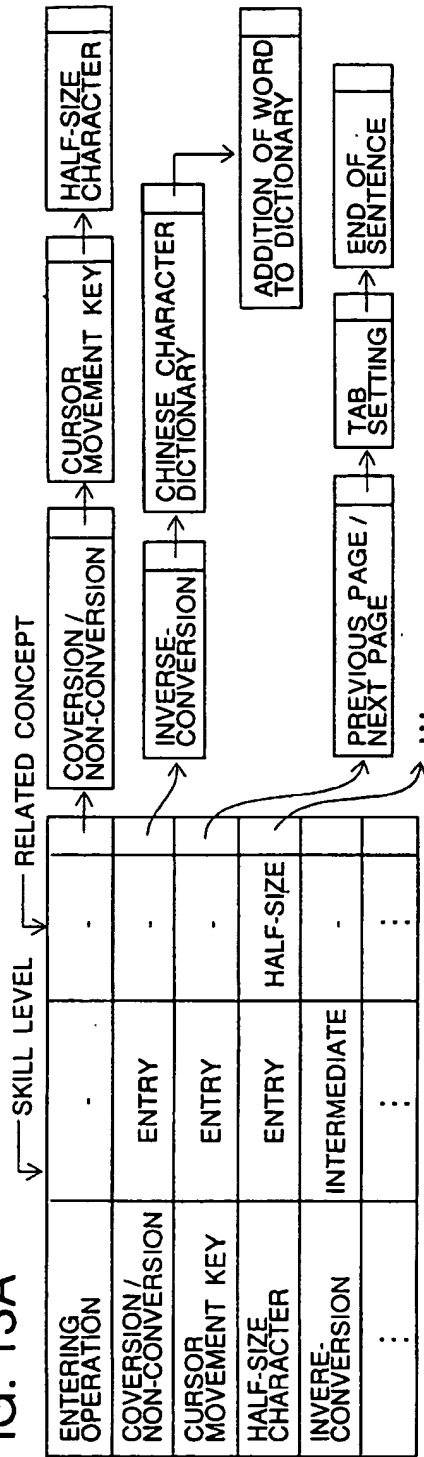 IG. 13A
SKILL LEVEL
RELATED CONCEPT
ENTERING
OPERATION
-
-
COVERSION /
NON-CONVERSION
ENTRY
-
CURSOR
MOVEMENT KEY
ENTRY
-
HALF-SIZE
CHARACTER
ENTRY
HALF-SIZE
INVERE-
CONVERSION
INTERMEDIATE
-
...
...
...
COVERSION /
NON-CONVERSION
CURSOR
MOVEMENT KEY
HALF-SIZE
CHARACTER
INVERSE-
CONVERSION
CHINESE CHARACTER
DICTIONARY
ADDITION OF WORD
TO DICTIONARY
PREVIOUS PAGE /
NEXT PAGE
TAB
SETTING
END OF
SENTENCE
...